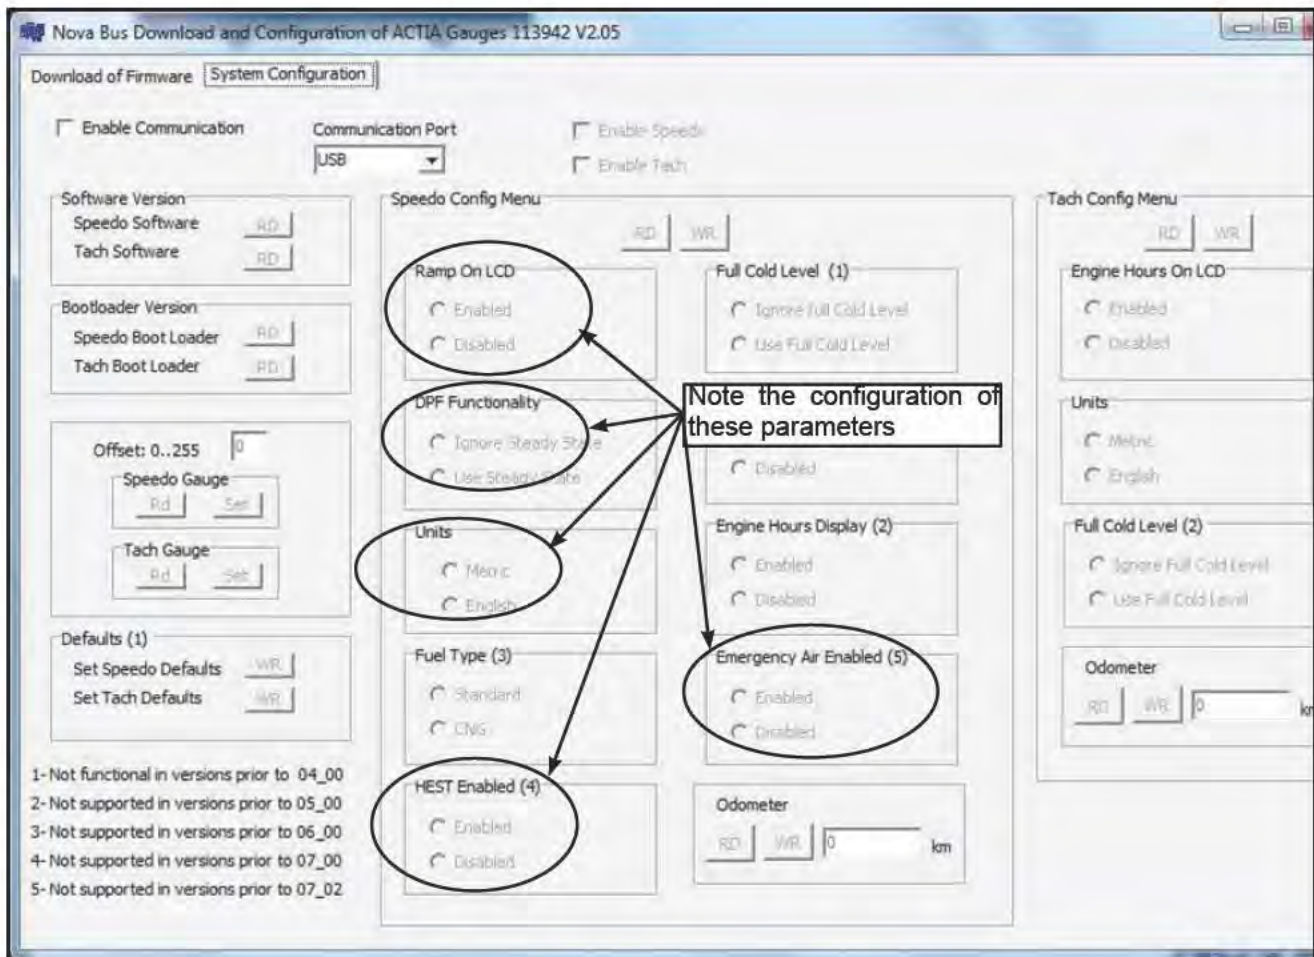 Nova Bus Download and Configuration of ACTIA Gauges 113942 V2.05
Download of Firmware
System Configuration
Enable Communication
Communication Port
USB
Enable Speedo
Enable Tach
Software Version
Speedo Software RD
Tach Software RD
Bootloader Version
Speedo Boot Loader RD
Tach Boot Loader RD
Offset: 0..255 0
Speedo Gauge
Rd Set
Tach Gauge
Rd Set
Defaults (1)
Set Speedo Defaults WR
Set Tach Defaults WR
1- Not functional in versions prior to 04_00
2- Not supported in versions prior to 05_00
3- Not supported in versions prior to 06_00
4- Not supported in versions prior to 07_00
5- Not supported in versions prior to 07_02
Speedo Config Menu
RD WR
Ramp On LCD
Enabled
Disabled
DPF Functionality
Ignore Steady State
Use Steady State
Units
Metric
English
Fuel Type (3)
Standard
CNG
HEST Enabled (4)
Enabled
Disabled
Full Cold Level (1)
Ignore Full Cold Level
Use Full Cold Level
Note the configuration of
these parameters
Disabled
Engine Hours Display (2)
Enabled
Disabled
Emergency Air Enabled (5)
Enabled
Disabled
Odometer
RD WR 0 km
Tach Config Menu
RD WR
Engine Hours On LCD
Enabled
Disabled
Units
Metric
English
Full Cold Level (2)
Ignore Full Cold Level
Use Full Cold Level
Odometer
RD WR 0